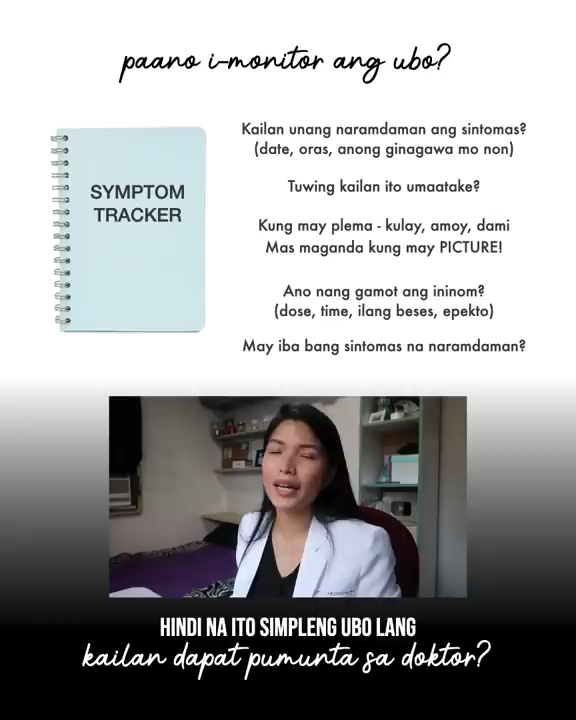 paano i-monitor ang ubo?
SYMPTOM
TRACKER
Kailan unang naramdaman ang sintomas?
(date, oras, anong ginagawa mo non)
Tuwing kailan ito umaatake?
Kung may plema - kulay, amoy, dami
Mas maganda kung may PICTURE!
Ano nang gamot ang ininom?
(dose, time, ilang beses, epekto)
May iba bang sintomas na naramdaman?
HINDI NA ITO SIMPLENG UBO LANG
kailan dapat pumunta sa doktor?